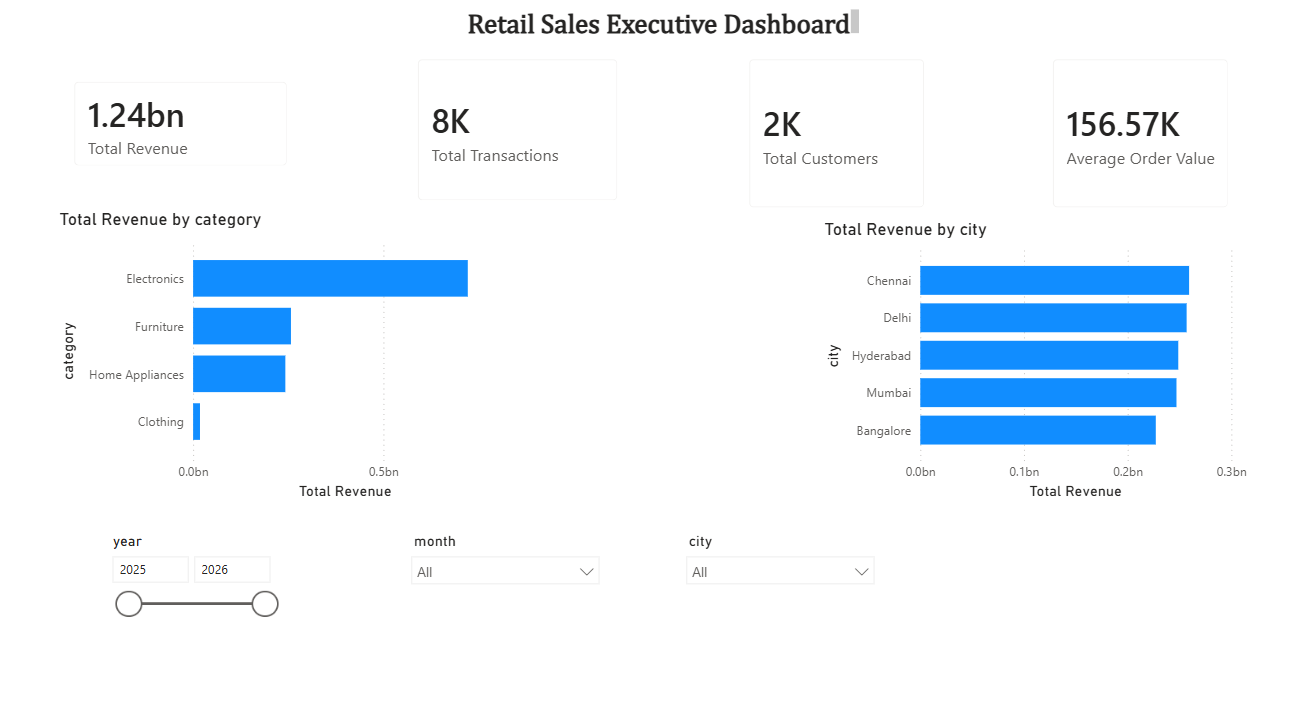 Retail Sales Executive Dashboard
1.24bn
Total Revenue
8K
Total Transactions
2K
Total Customers
156.57K
Average Order Value
Total Revenue by category
category
Electronics
Furniture
Home Appliances
Clothing
0.0bn 0.5bn
Total Revenue
Total Revenue by city
city
Chennai
Delhi
Hyderabad
Mumbai
Bangalore
0.0bn 0.1bn 0.2bn 0.3bn
Total Revenue
year
2025 2026
month
All
city
All